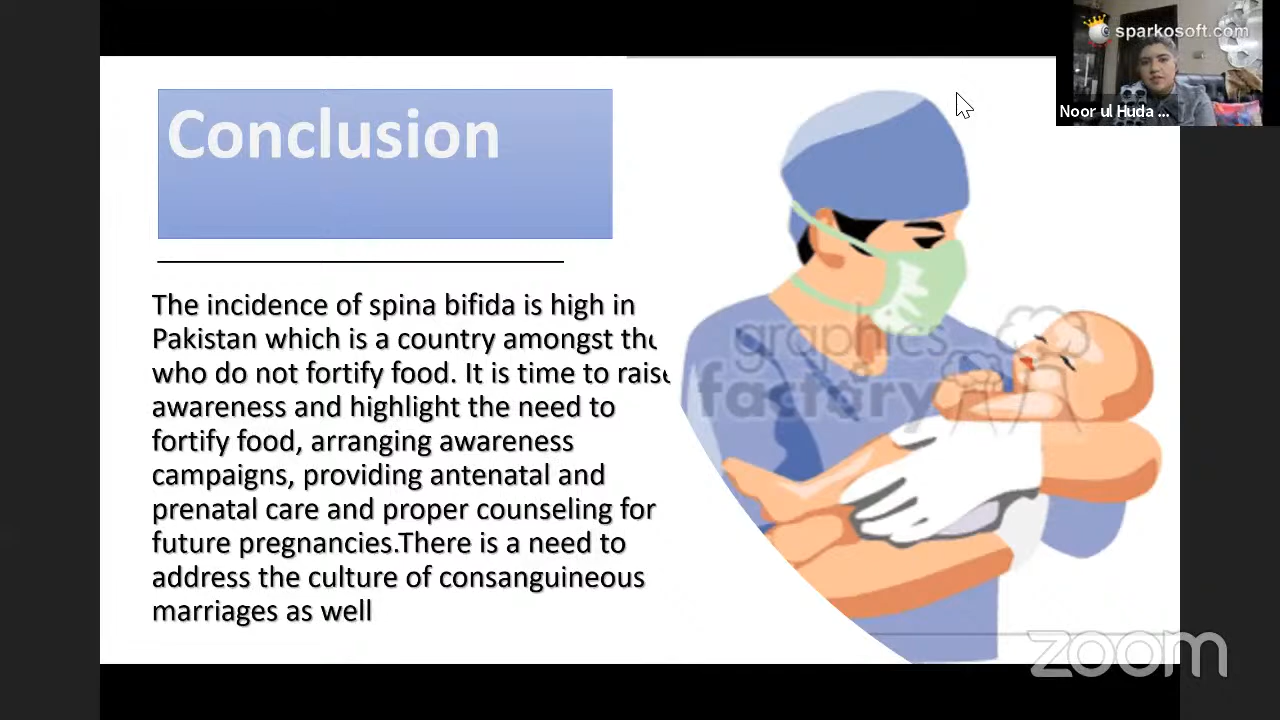 sparkosoft.com
Noor ul Huda ...
Conclusion
The incidence of spina bifida is high in
Pakistan which is a country amongst
who do not fortify food. It is time to
awareness and highlight the need to
fortify food, arranging awareness
campaigns, providing antenatal and
prenatal care and proper counseling for
future pregnancies.There is a need to
address the culture of consanguineous
marriages as well
graphics
factory
zoom